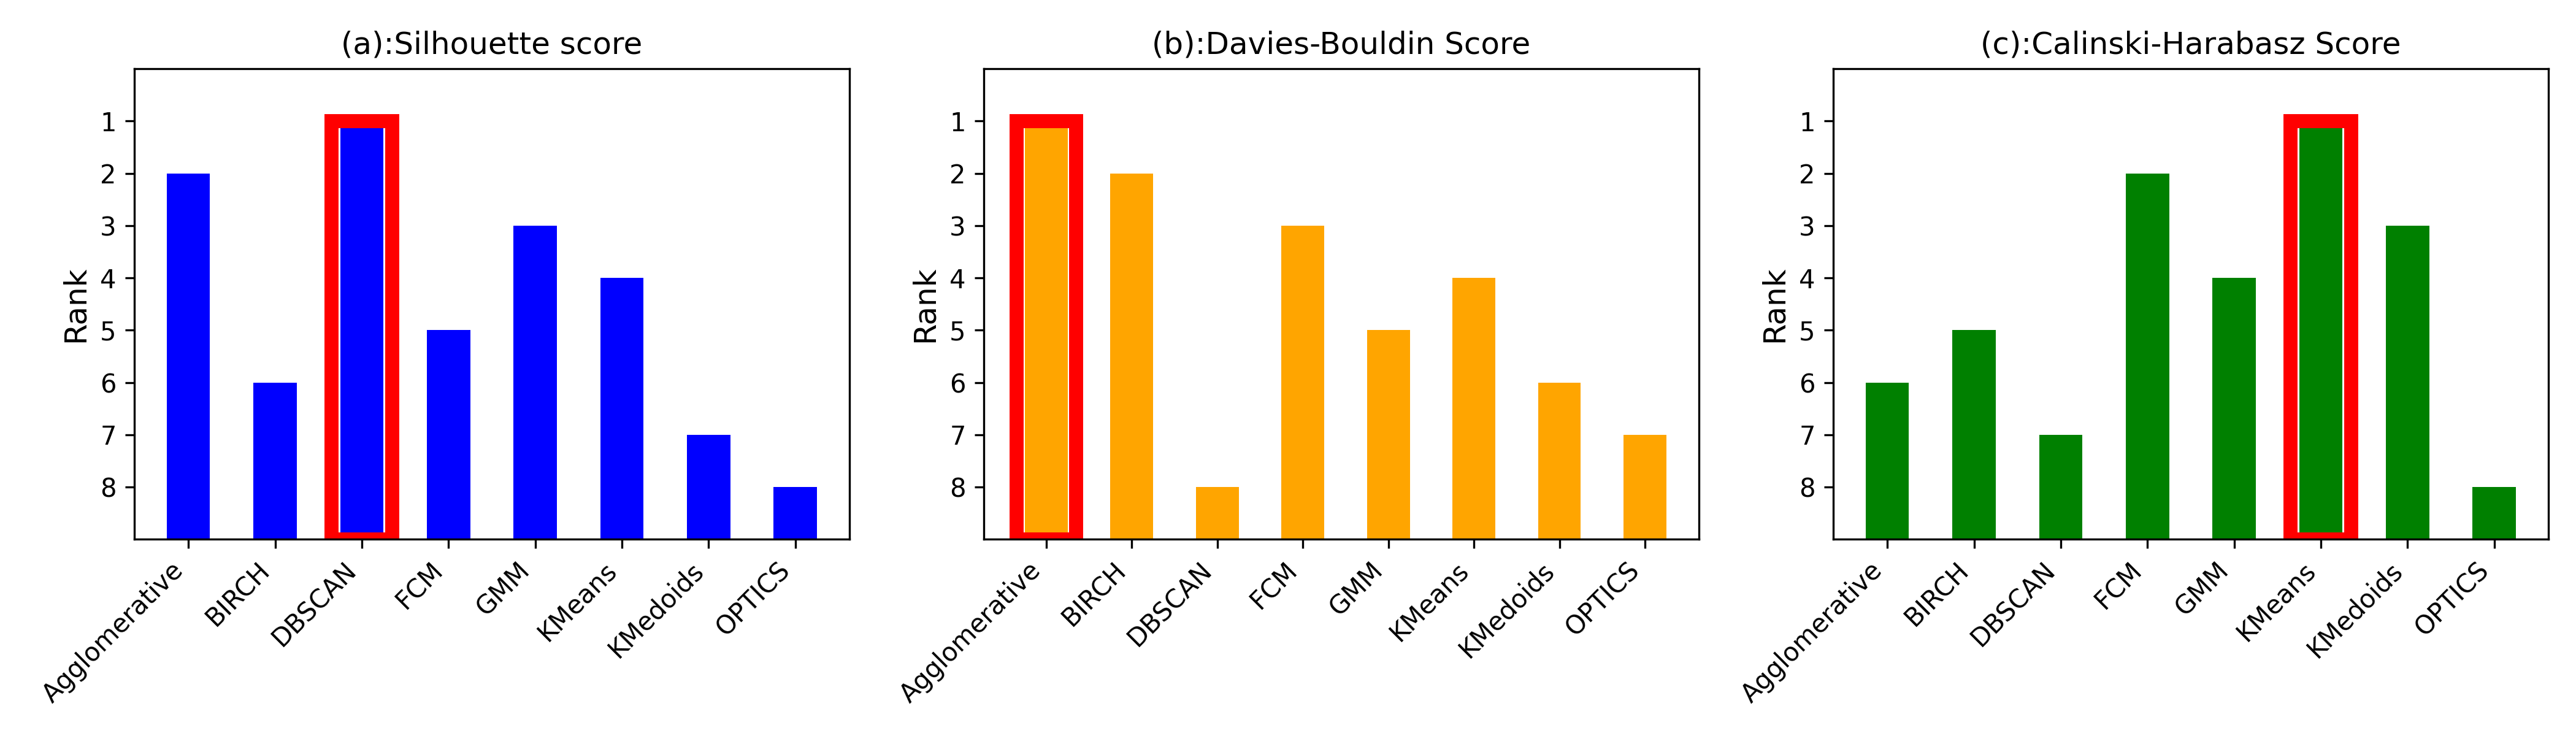 (a):Silhouette score
Rank
1
2
3
4
5
6
7
8
Agglomerative
BIRCH
DBSCAN
FCM
GMM
KMeans
KMedoids
OPTICS
(b):Davies-Bouldin Score
Rank
1
2
3
4
5
6
7
8
Agglomerative
BIRCH
DBSCAN
FCM
GMM
KMeans
KMedoids
OPTICS
(c):Calinski-Harabasz Score
Rank
1
2
3
4
5
6
7
8
Agglomerative
BIRCH
DBSCAN
FCM
GMM
KMeans
KMedoids
OPTICS